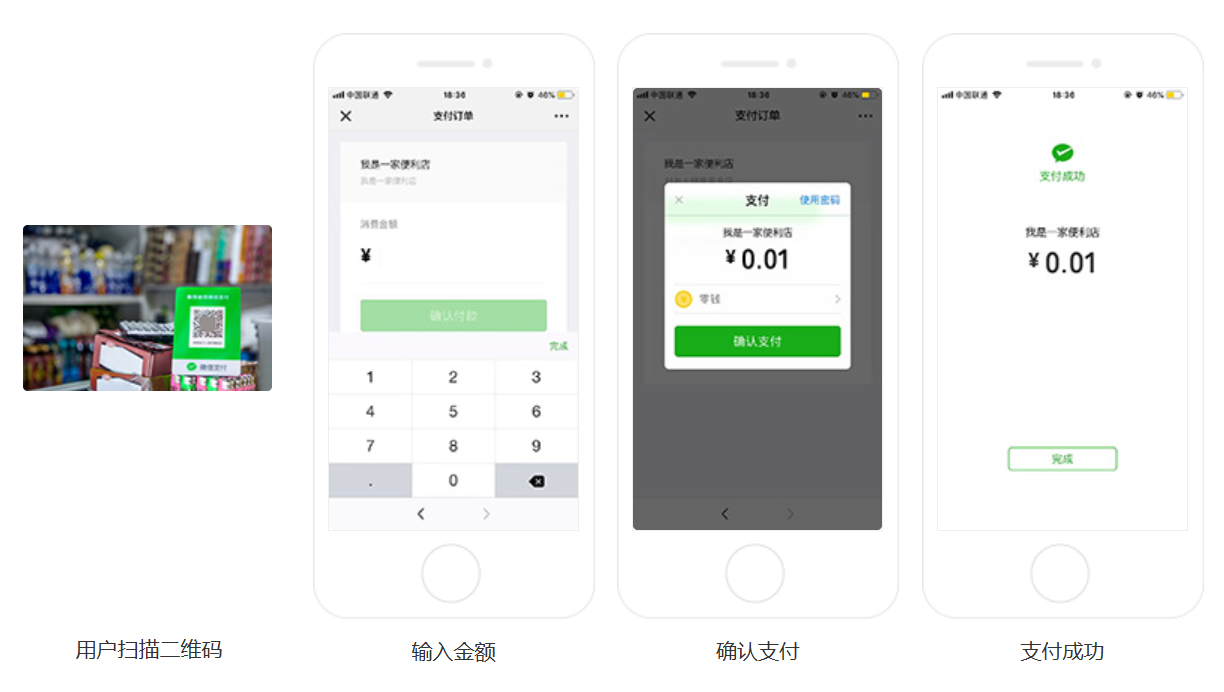 微信支付
用户扫描二维码
中国联通
18:36
46%
支付订单
我是一家便利店
我是一家便利店
消费金额
¥
确认付款
完成
1 2 3
4 5 6
7 8 9
. 0
输入金额
中国联通
18:36
46%
支付订单
我是一家便利店
支付
使用密码
我是一家便利店
¥0.01
零钱
确认支付
确认支付
中国联通
18:36
46%
支付成功
我是一家便利店
¥0.01
完成
支付成功